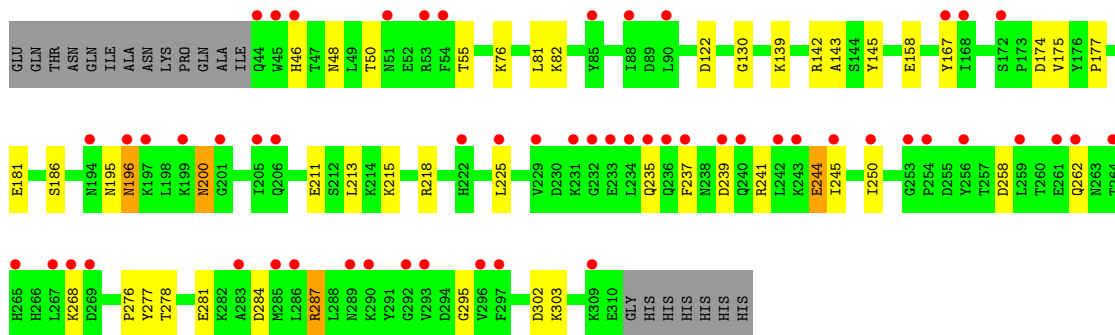 GLU GLN THR ASN GLN ILE ALA ASN LYS PRO GLN ALA ILE Q44 W45 H46 T47 N48 L49 T50 N51 E52 R53 F54 T55 K76 L81 K82 Y85 I88 D89 L90 D122 G130 K139 R142 A143 S144 Y145 E158 Y167 I168 S172 P173 D174 V175 Y176 P177
E181 S186 N194 N195 N196 K197 L198 K199 N200 G201 I205 Q206 E211 S212 L213 K214 K215 R218 H222 L225 V229 D230 K231 G232 E233 L234 Q235 Q236 F237 N238 D239 Q240 R241 L242 K243 E244 I245 I250 G253 P254 D255 Y256 T257 D258 L259 T260 E261 Q262 N263 T264
H265 H266 L267 K268 D269 P276 Y277 T278 E281 K282 A283 D284 M285 L286 R287 L288 N289 K290 Y291 G292 V293 D294 G295 V296 F297 D302 K303 K309 E310 GLY HIS HIS HIS HIS HIS HIS